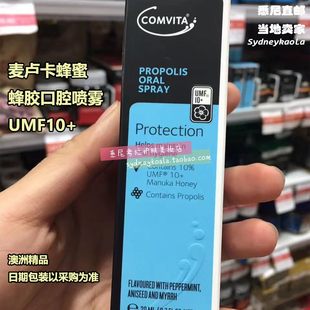 COMVITA
悉尼直邮
当地卖家
SydneykaoLa
麦卢卡蜂蜜
蜂胶口腔喷雾
UMF10+
PROPOLIS
ORAL
SPRAY
UMF
10+
Protection
Contains 10%
UMF® 10+
Manuka Honey
Contains Propolis
澳洲精品
日期包装以采购为准
FLAVOURED WITH PEPPERMINT,
ANISEED AND MYRRH